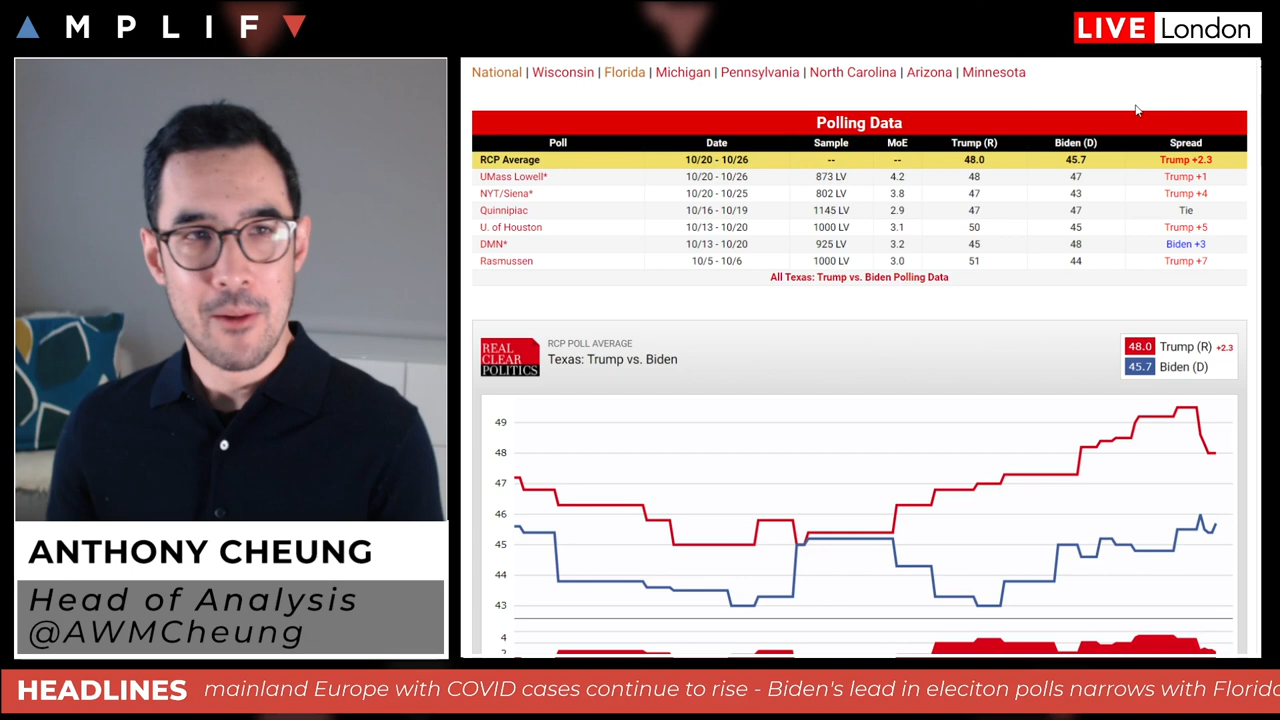 AMPLIFY
LIVE London
National | Wisconsin | Florida | Michigan | Pennsylvania | North Carolina | Arizona | Minnesota
Polling Data
Poll Date Sample MoE Trump (R) Biden (D) Spread
RCP Average 10/20 - 10/26 -- -- 48.0 45.7 Trump +2.3
UMass Lowell* 10/20 - 10/26 873 LV 4.2 48 47 Trump +1
NYT/Siena* 10/20 - 10/25 802 LV 3.8 47 43 Trump +4
Quinnipiac 10/16 - 10/19 1145 LV 2.9 47 47 Tie
U. of Houston 10/13 - 10/20 1000 LV 3.1 50 45 Trump +5
DMN* 10/13 - 10/20 925 LV 3.2 45 48 Biden +3
Rasmussen 10/5 - 10/6 1000 LV 3.0 51 44 Trump +7
All Texas: Trump vs. Biden Polling Data
REAL
CLEAR
POLITICS
RCP POLL AVERAGE
Texas: Trump vs. Biden
48.0 Trump (R) +2.3
45.7 Biden (D)
49
48
47
46
45
44
43
4
2
ANTHONY CHEUNG
Head of Analysis
@AWMCheung
HEADLINES mainland Europe with COVID cases continue to rise - Biden's lead in eleciton polls narrows with Florida